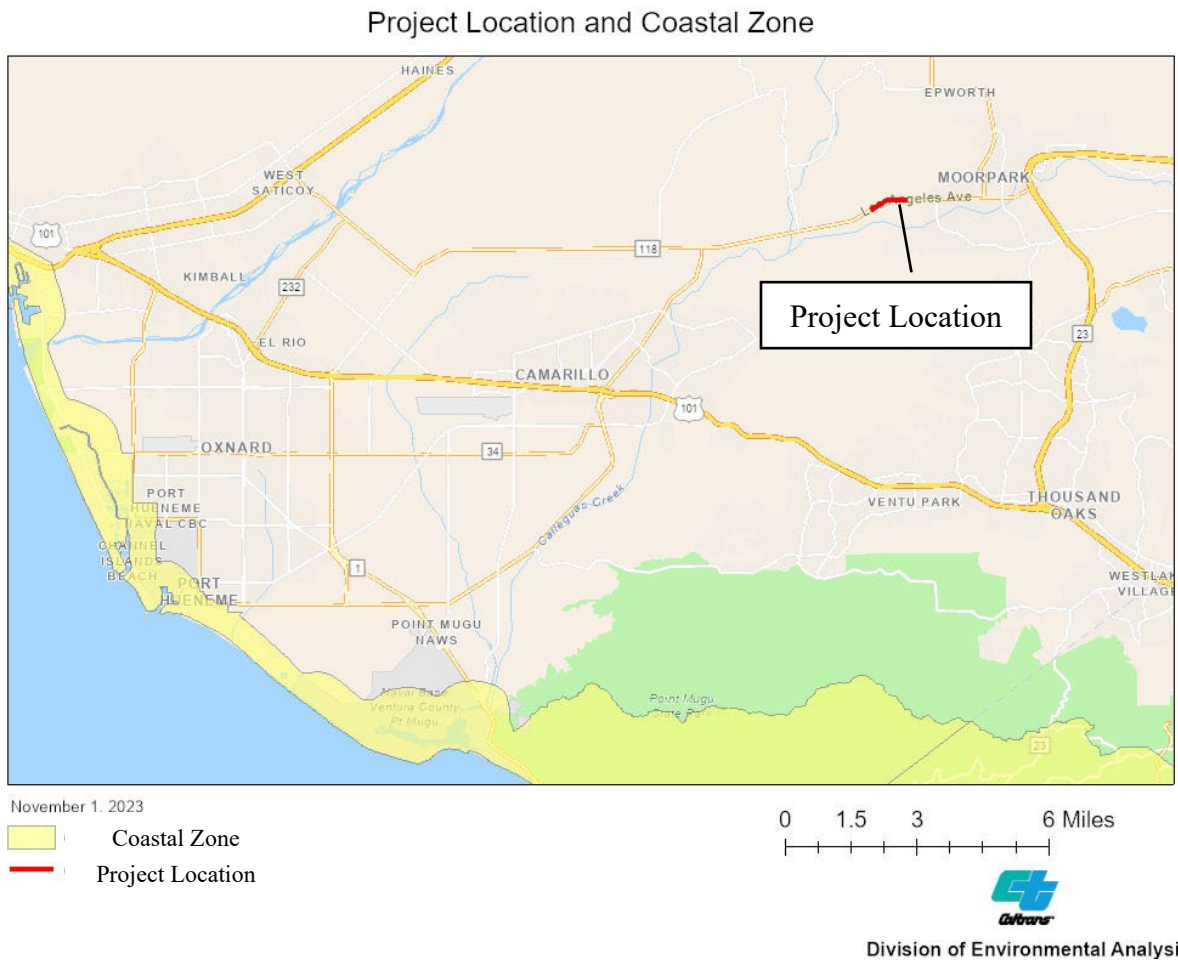 Project Location and Coastal Zone
HAINES
EPWORTH
WEST
SATICOY
MOORPARK
Los Angeles Ave
101
118
KIMBALL
232
Project Location
EL RIO
23
CAMARILLO
101
OXNARD
34
VENTU PARK
THOUSAND
OAKS
PORT
HUENEME
NAVAL CBC
Calleguas Creek
CHANNEL
ISLANDS
BEACH
1
PORT
HUENEME
WESTLAK
VILLAGE
POINT MUGU
NAWS
Naval Base
Ventura County
Pt Mugu
Point Mugu
State Park
23
November 1, 2023
Coastal Zone
Project Location
0 1.5 3 6 Miles
Caltrans
Division of Environmental Analysi